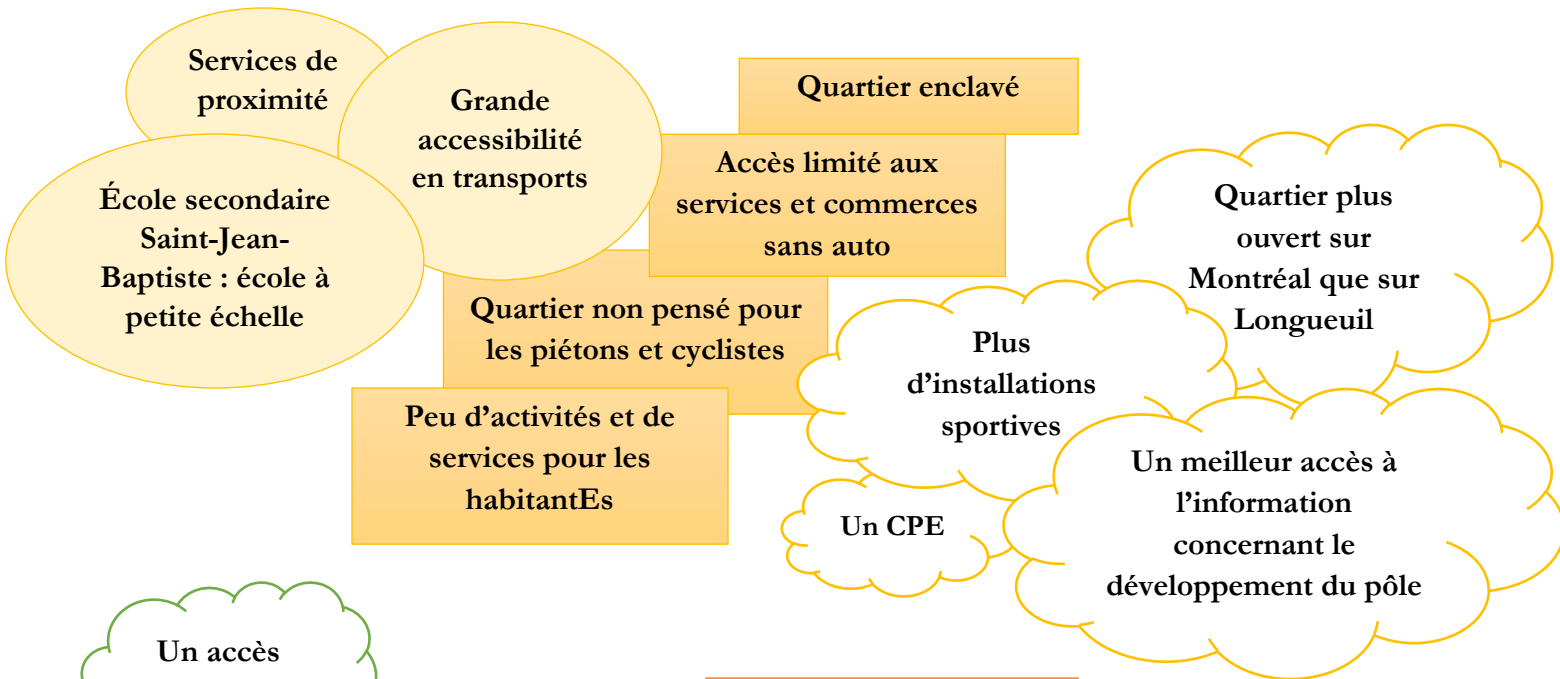 Services de
proximité
Grande
accessibilité
en transports
École secondaire
Saint-Jean-
Baptiste : école à
petite échelle
Quartier enclavé
Accès limité aux
services et commerces
sans auto
Quartier non pensé pour
les piétons et cyclistes
Peu d’activités et de
services pour les
habitantEs
Quartier plus
ouvert sur
Montréal que sur
Longueuil
Plus
d’installations
sportives
Un CPE
Un meilleur accès à
l’information
concernant le
développement du pôle
Un accès